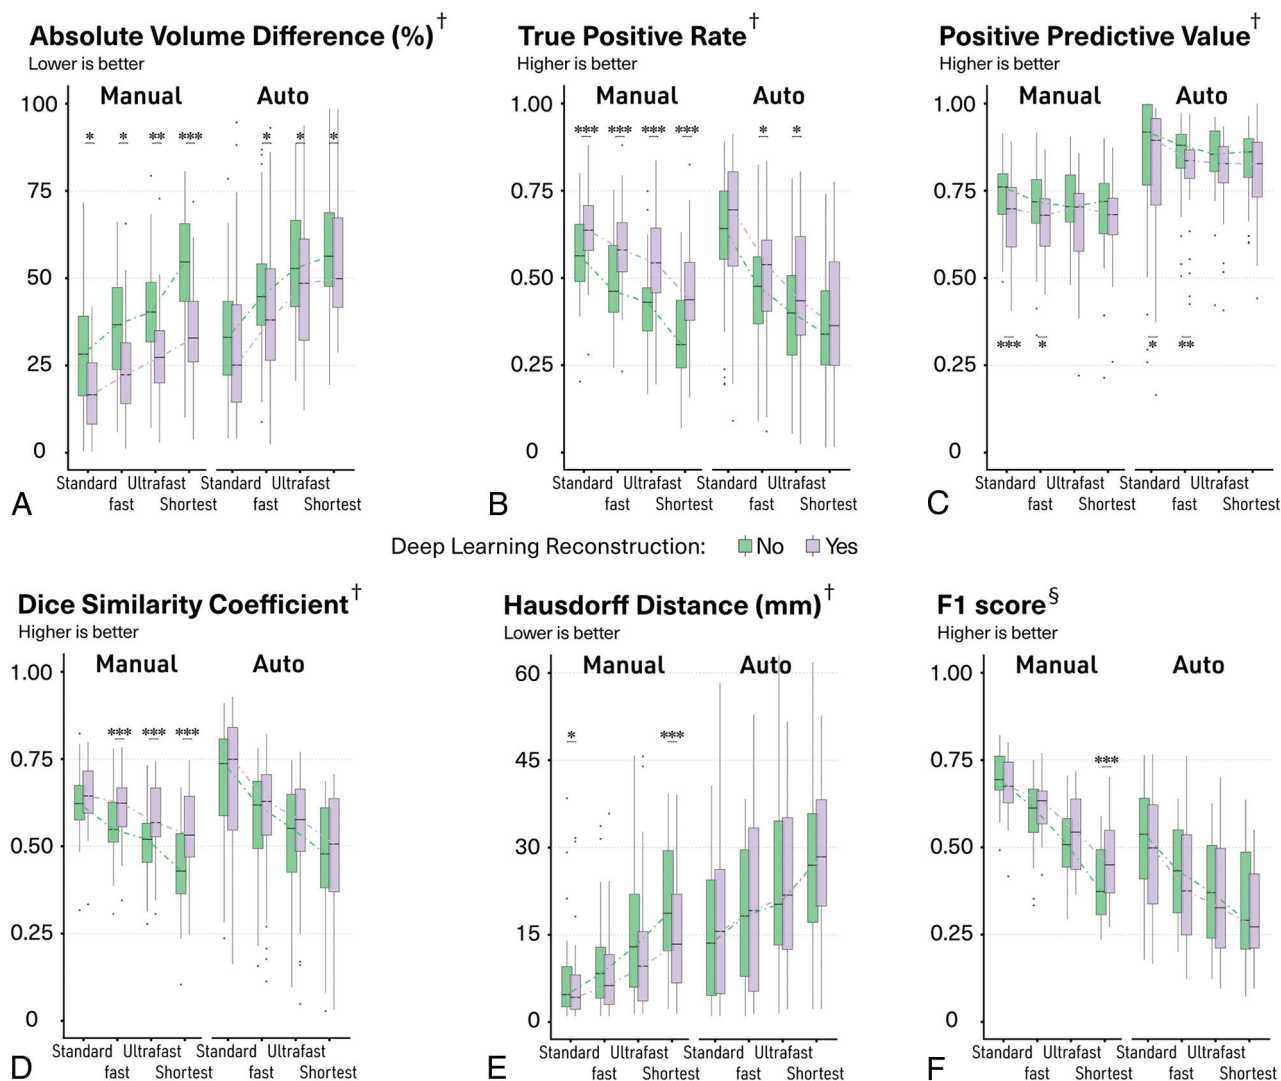 Absolute Volume Difference (%)†
Lower is better
Manual Auto
100
75
50
25
0
* * ** *** * * *
Standard Ultrafast Standard Ultrafast
fast Shortest fast Shortest
A
True Positive Rate†
Higher is better
Manual Auto
1.00
0.75
0.50
0.25
0
*** *** *** *** * *
Standard Ultrafast Standard Ultrafast
fast Shortest fast Shortest
B
Positive Predictive Value†
Higher is better
Manual Auto
1.00
0.75
0.50
0.25
0
*** * * **
Standard Ultrafast Standard Ultrafast
fast Shortest fast Shortest
C
Deep Learning Reconstruction: No Yes
Dice Similarity Coefficient†
Higher is better
Manual Auto
1.00
0.75
0.50
0.25
0
*** *** ***
Standard Ultrafast Standard Ultrafast
fast Shortest fast Shortest
D
Hausdorff Distance (mm)†
Lower is better
Manual Auto
60
45
30
15
0
* ***
Standard Ultrafast Standard Ultrafast
fast Shortest fast Shortest
E
F1 score§
Higher is better
Manual Auto
1.00
0.75
0.50
0.25
0
***
Standard Ultrafast Standard Ultrafast
fast Shortest fast Shortest
F